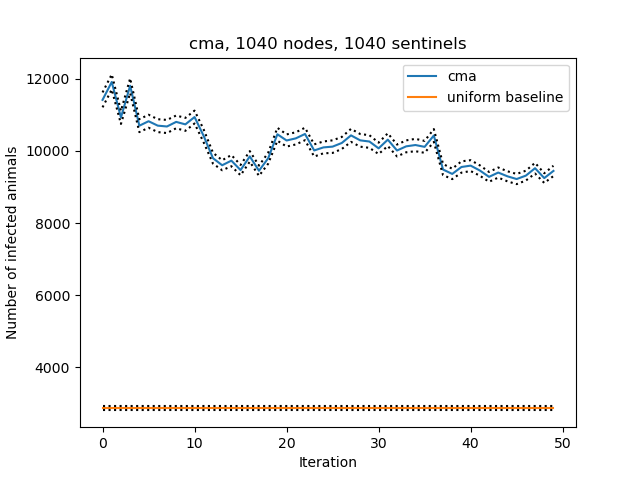 cma, 1040 nodes, 1040 sentinels
cma
uniform baseline
12000
10000
8000
6000
4000
Number of infected animals
0 10 20 30 40 50
Iteration